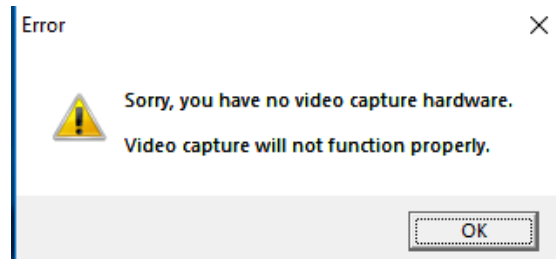 Error
Sorry, you have no video capture hardware.
Video capture will not function properly.
OK